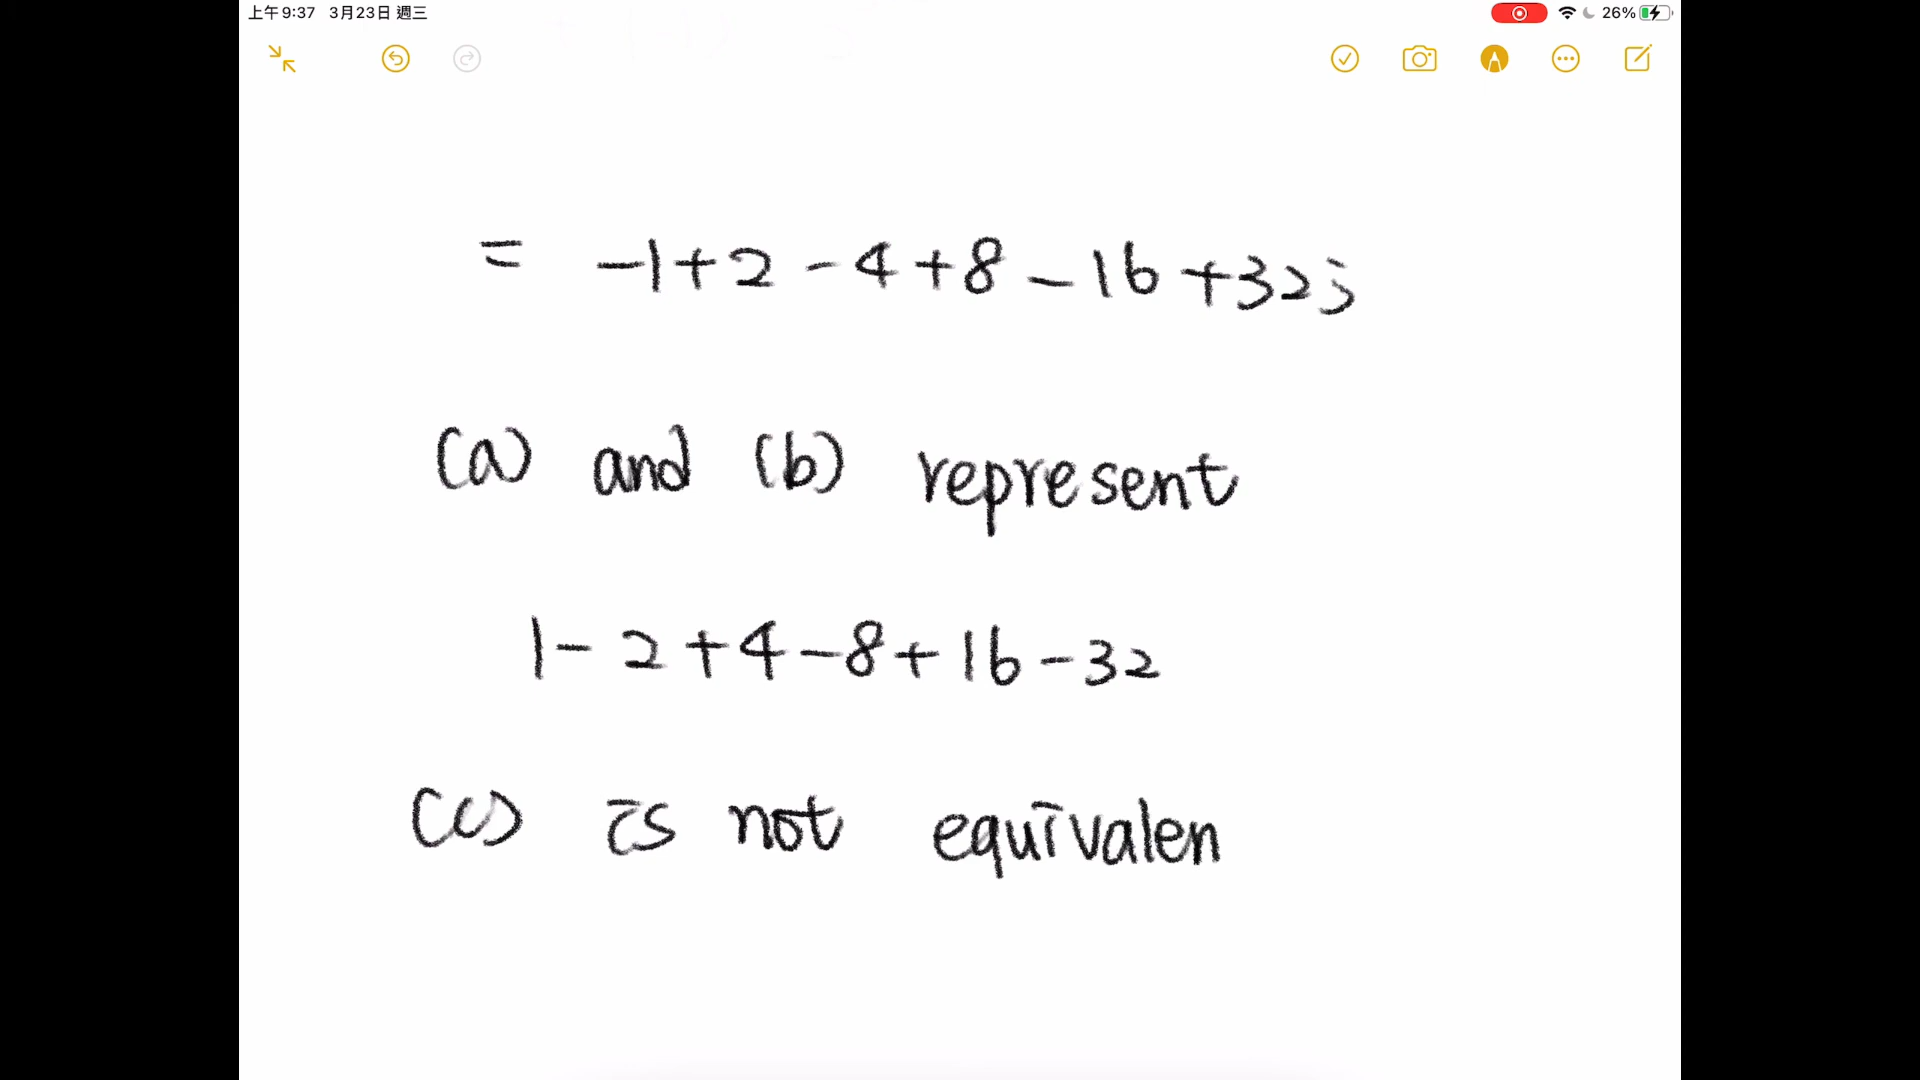 上午9:37 3月23日 週三 26%
= -1+2-4+8-16+32;
(a) and (b) represent
1-2+4-8+16-32
(c) is not equivalen